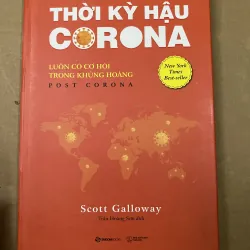 THỜI KỲ HẬU
CORONA
LUÔN CÓ CƠ HỘI
TRONG KHỦNG HOẢNG
POST CORONA
New York
Times
Best-seller
Scott Galloway